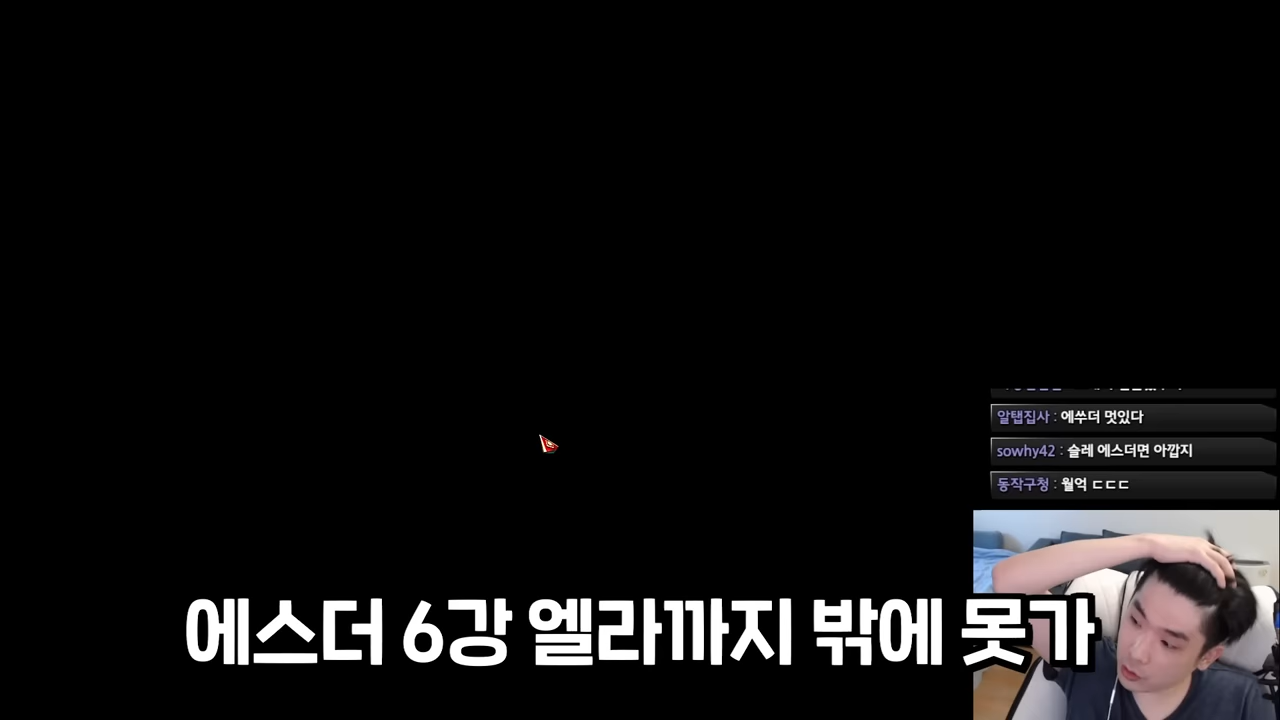 알탭집사 : 에쑤더 멋있다
sowhy42 : 슬레 에스더면 아깝지
동작구청 : 월억 ㄷㄷㄷ
에스더 6강 엘라까지 밖에 못가